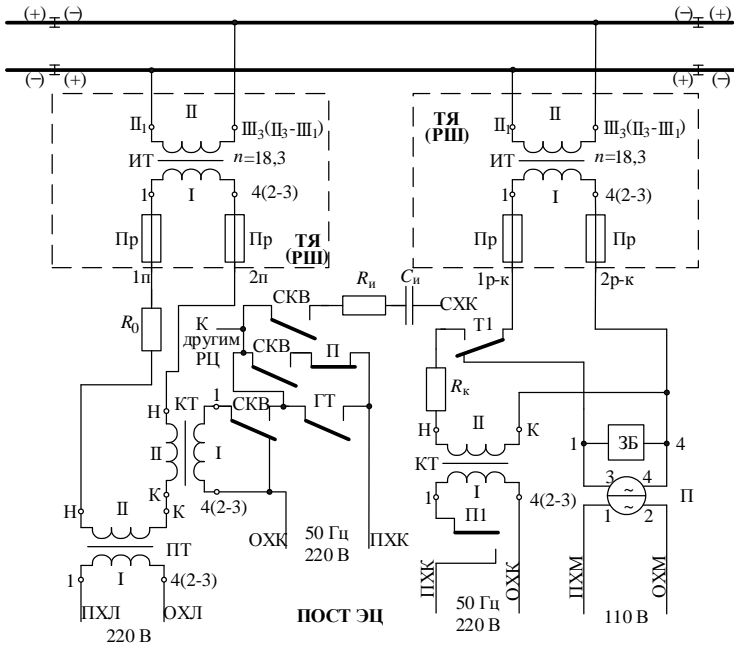 (+) (-) (-) (+)
(-) (+) (+) (-)
II II
II₁ III₃(II₃-III₁) ТЯ (РШ) II₁ III₃(II₃-III₁)
ИТ n=18,3 ИТ n=18,3
1 I 4(2-3) 1 I 4(2-3)
Пр Пр ТЯ (РШ) Пр Пр
1п 2п 1р-к 2р-к
СКВ Rи Cи СХК
R₀ К другим РЦ СКВ П Т1
Rк
Н КТ 1 СКВ ГТ Н II К 1 ЗБ 4
II I КТ
К 4(2-3) 1 I 4(2-3) 3 4 П
Н II К П1 ~ ~
ПТ ОХК 50 Гц 220 В ПХК 1 2
1 I 4(2-3)
ПХЛ ОХЛ ПХК ОХК ПХМ ОХМ
220 В ПОСТ ЭЦ 50 Гц 220 В 110 В